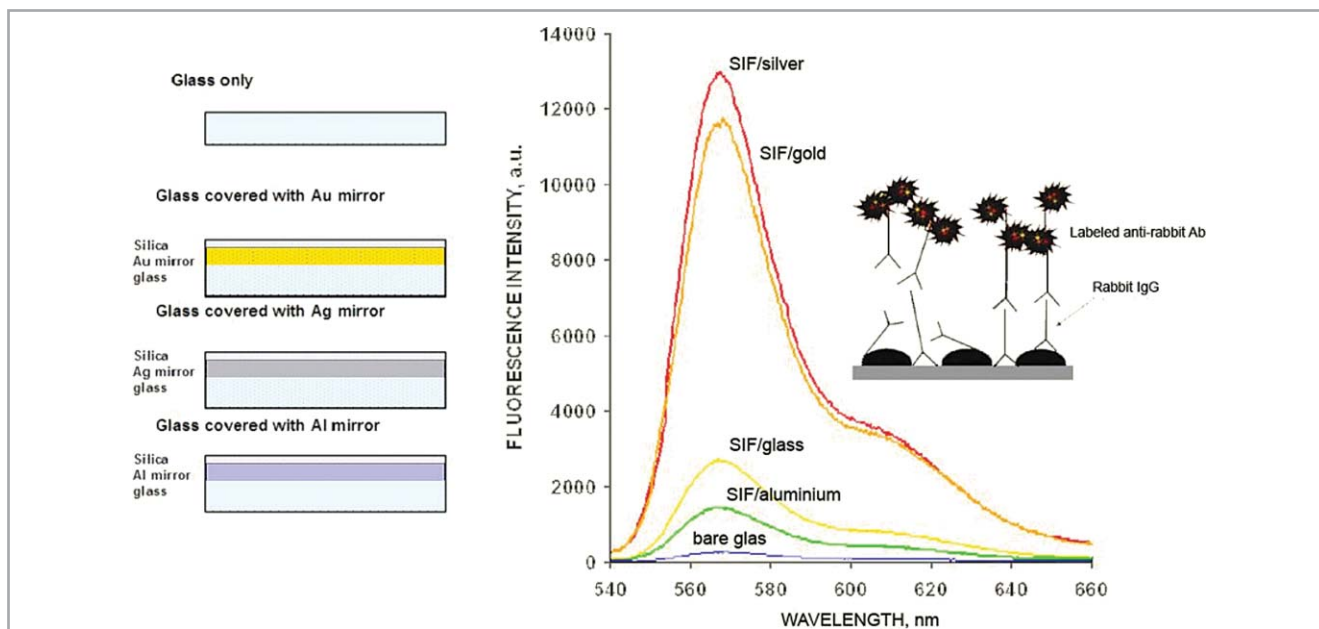 Glass only
Glass covered with Au mirror
Silica
Au mirror
glass
Glass covered with Ag mirror
Silica
Ag mirror
glass
Glass covered with Al mirror
Silica
Al mirror
glass
FLUORESCENCE INTENSITY, a.u.
14000
12000
10000
8000
6000
4000
2000
0
SIF/silver
SIF/gold
SIF/glass
SIF/aluminium
bare glas
Labeled anti-rabbit Ab
Rabbit IgG
540 560 580 600 620 640 660
WAVELENGTH, nm